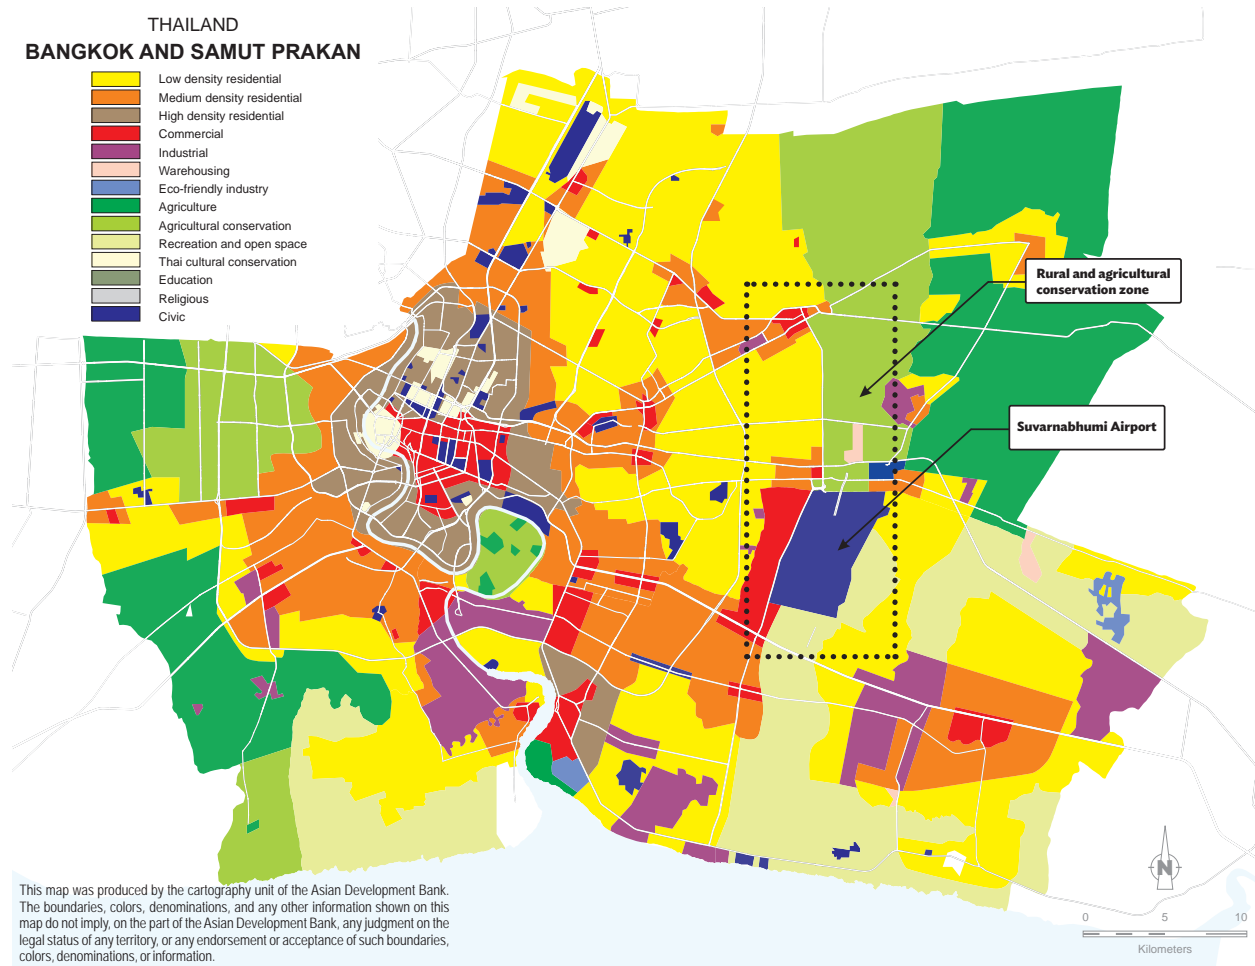 THAILAND
BANGKOK AND SAMUT PRAKAN
Low density residential
Medium density residential
High density residential
Commercial
Industrial
Warehousing
Eco-friendly industry
Agriculture
Agricultural conservation
Recreation and open space
Thai cultural conservation
Education
Religious
Civic
Rural and agricultural
conservation zone
Suvarnabhumi Airport
This map was produced by the cartography unit of the Asian Development Bank.
The boundaries, colors, denominations, and any other information shown on this
map do not imply, on the part of the Asian Development Bank, any judgment on the
legal status of any territory, or any endorsement or acceptance of such boundaries,
colors, denominations, or information.
N
0 5 10
Kilometers